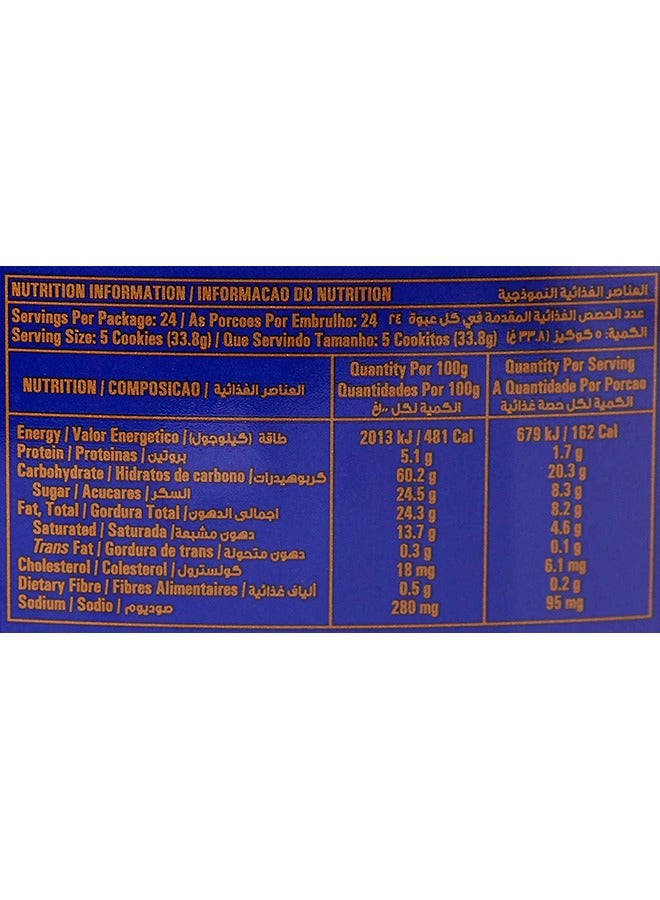 NUTRITION INFORMATION / INFORMACAO DO NUTRITION العناصر الغذائية النموذجية
Servings Per Package: 24 / As Porcoes Por Embrulho: 24 عدد الحصص الغذائية المقدمة في كل عبوة ٢٤
Serving Size: 5 Cookies (33.8g) / Que Servindo Tamanho: 5 Cookitos (33.8g) الكمية: ٥ كوكيز (٣٣.٨ غ)
NUTRITION / COMPOSICAO / العناصر الغذائية
Quantity Per 100g
Quantidades Per 100g
الكمية لكل ١٠٠غ
Quantity Per Serving
A Quantidade Por Porcao
الكمية لكل حصة غذائية
Energy / Valor Energetico / طاقة (كيلوجول) 2013 kJ / 481 Cal 679 kJ / 162 Cal
Protein / Proteinas / بروتين 5.1 g 1.7 g
Carbohydrate / Hidratos de carbono / كربوهيدرات 60.2 g 20.3 g
Sugar / Acucares / السكر 24.5 g 8.3 g
Fat, Total / Gordura Total / اجمالى الدهون 24.3 g 8.2 g
Saturated / Saturada / دهون مشبعة 13.7 g 4.6 g
Trans Fat / Gordura de trans / دهون متحولة 0.3 g 0.1 g
Cholesterol / Colesterol / كولسترول 18 mg 6.1 mg
Dietary Fibre / Fibres Alimentaires / ألياف غذائية 0.5 g 0.2 g
Sodium / Sodio / صوديوم 280 mg 95 mg